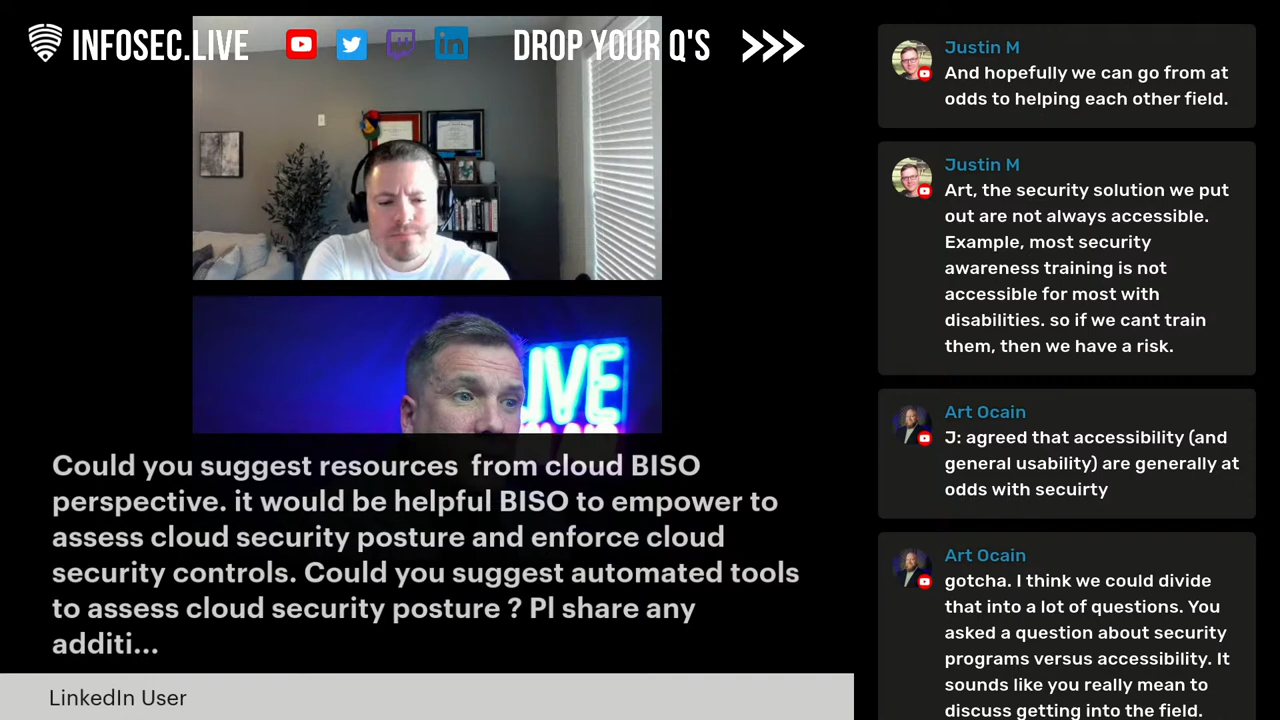 INFOSEC.LIVE
DROP YOUR Q'S >>>
LIVE
Could you suggest resources from cloud BISO
perspective. it would be helpful BISO to empower to
assess cloud security posture and enforce cloud
security controls. Could you suggest automated tools
to assess cloud security posture ? Pl share any
additi...
LinkedIn User
Justin M
And hopefully we can go from at
odds to helping each other field.
Justin M
Art, the security solution we put
out are not always accessible.
Example, most security
awareness training is not
accessible for most with
disabilities. so if we cant train
them, then we have a risk.
Art Ocain
J: agreed that accessibility (and
general usability) are generally at
odds with secuirty
Art Ocain
gotcha. I think we could divide
that into a lot of questions. You
asked a question about security
programs versus accessibility. It
sounds like you really mean to
discuss getting into the field.